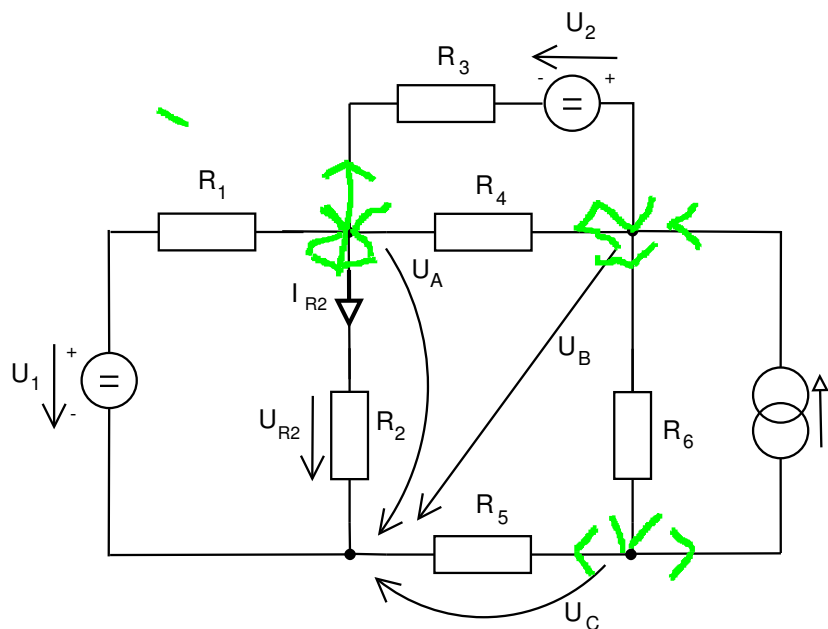 U2
- +
R3
R1
R4
UA
IR2
UB
+
U1
=
-
=
UR2
R2
R6
R5
UC